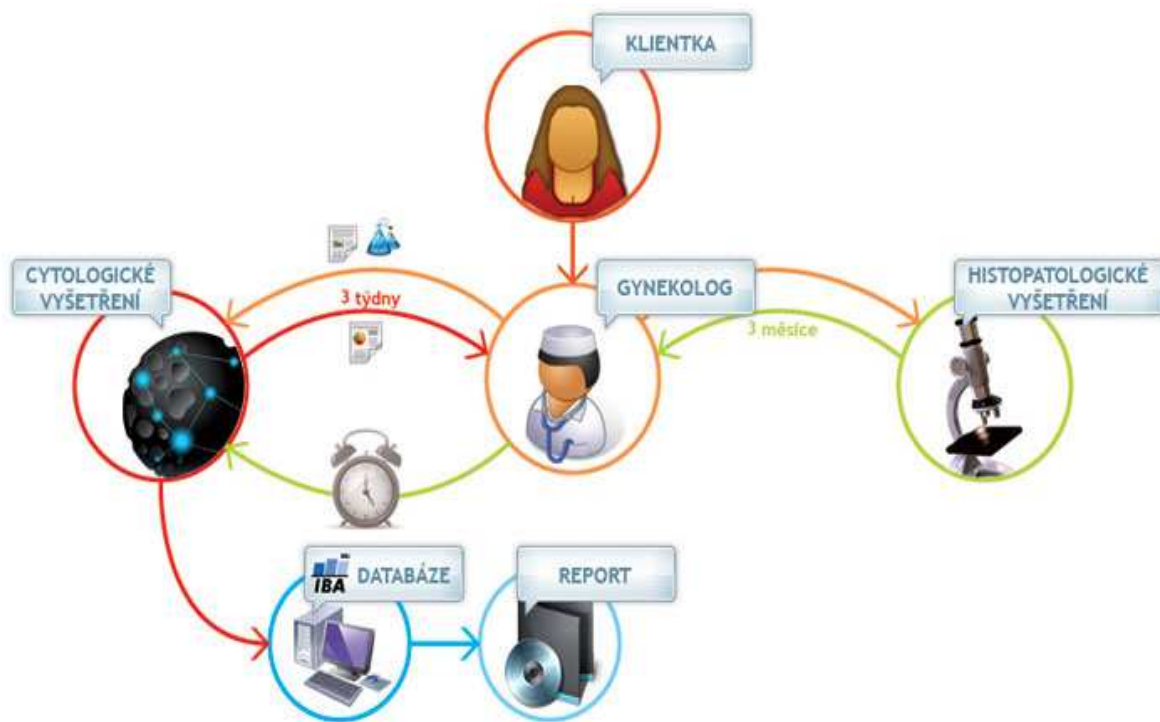 KLIENTKA
CYTOLOGICKÉ
VYŠETŘENÍ
3 týdny
GYNEKOLOG
3 měsíce
HISTOPATOLOGICKÉ
VYŠETŘENÍ
IBA DATABÁZE
REPORT